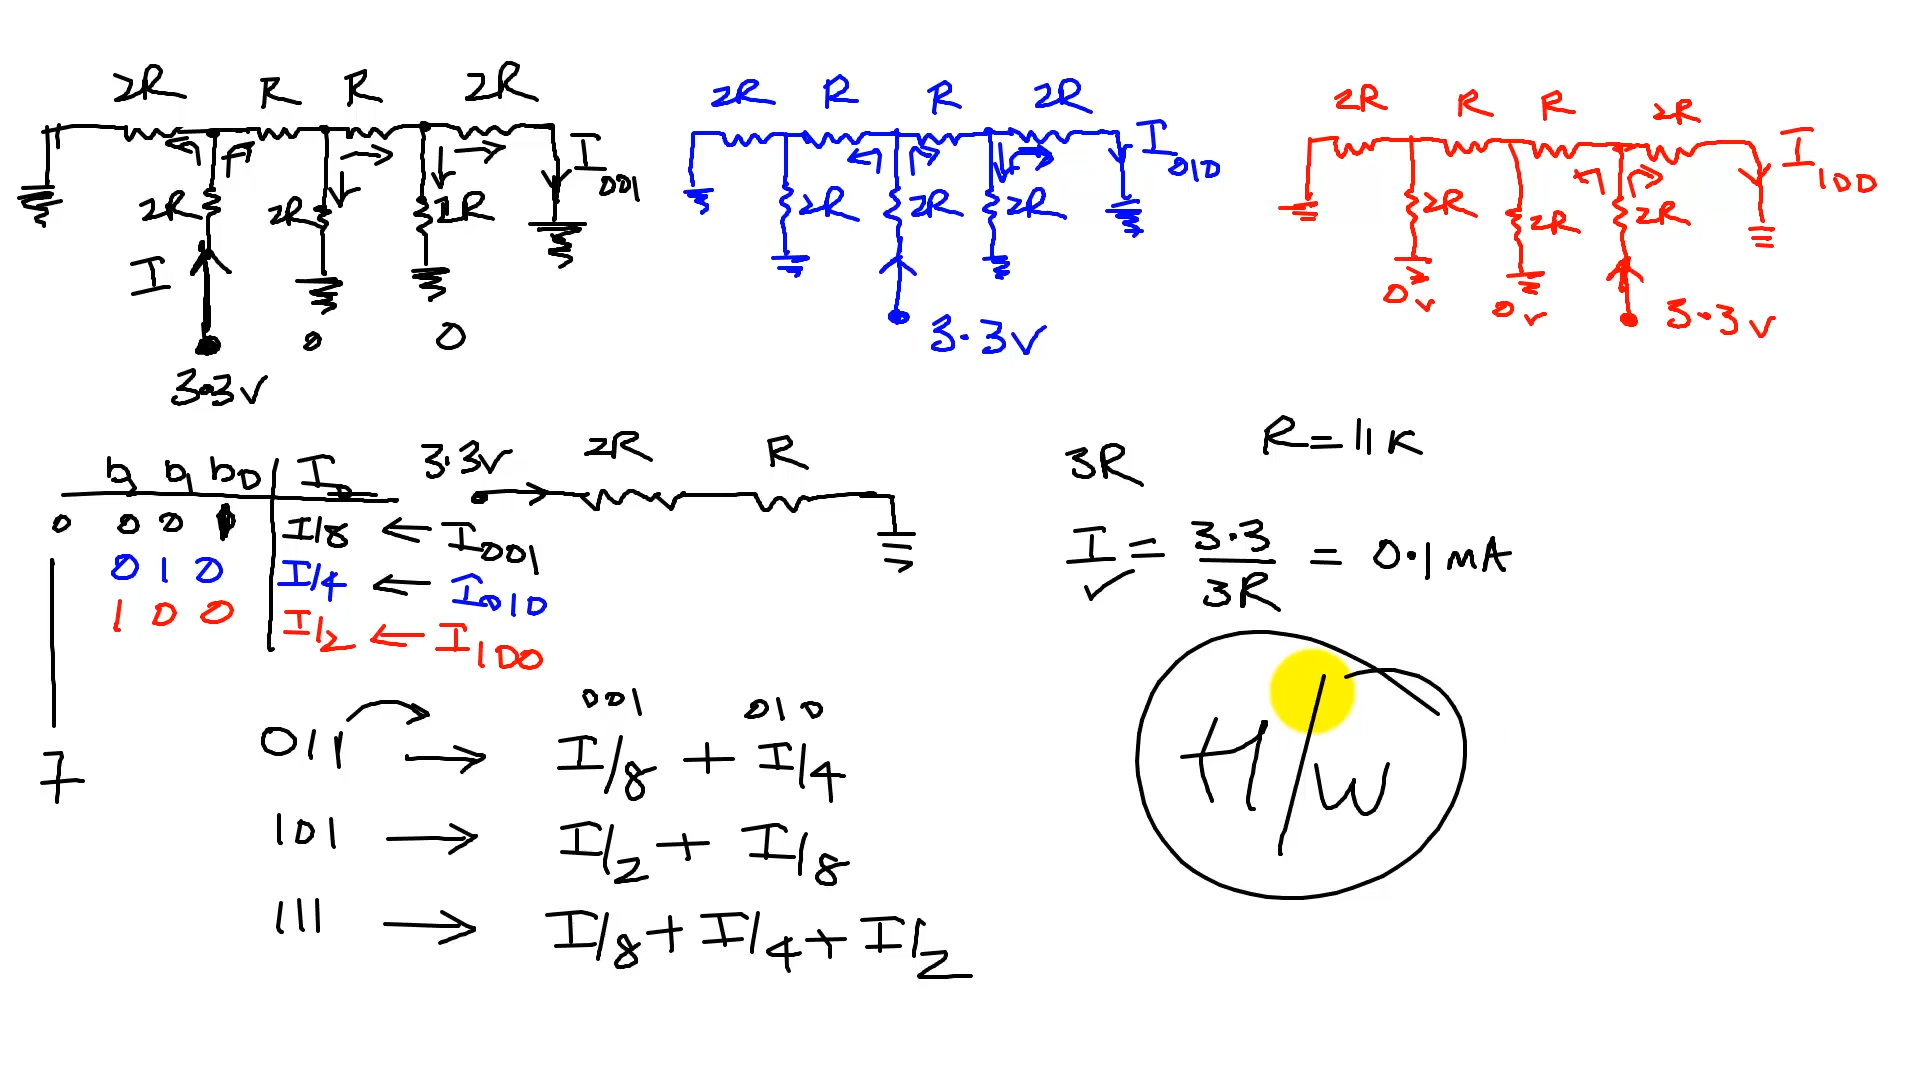 2R R R 2R
2R 2R 2R
I
I001
3.3V
0 0
2R R R 2R
2R 2R 2R
I010
3.3V
2R R R 2R
2R 2R 2R
I100
0V 0V 3.3V
b2 b1 b0 I
0 0 0 1 I/8 ← I001
0 1 0 I/4 ← I010
1 0 0 I/2 ← I100
7
3.3V 2R R
3R R = 11K
I = 3.3/3R = 0.1 mA
001 010
011 → I/8 + I/4
101 → I/2 + I/8
111 → I/8 + I/4 + I/2
H/W